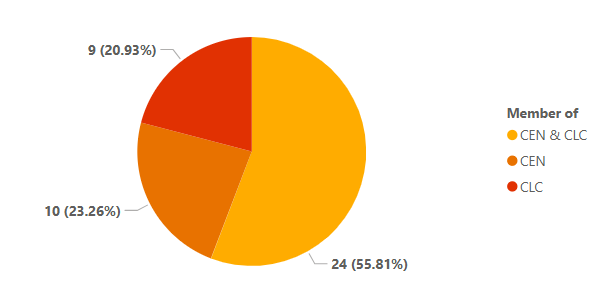 9 (20.93%)
10 (23.26%)
24 (55.81%)
Member of
CEN & CLC
CEN
CLC